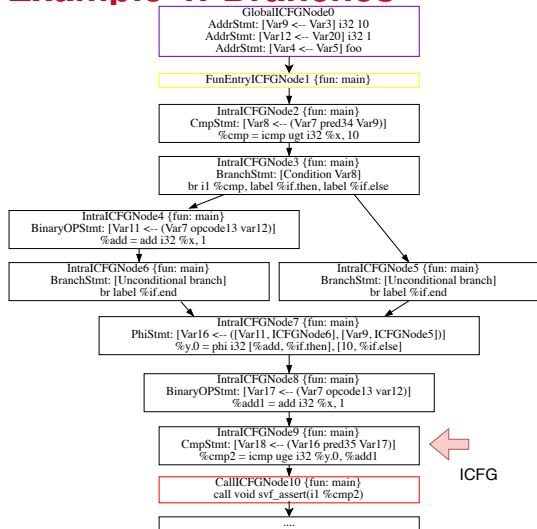 Example 4: Branches
GlobalICFGNode0
AddrStmt: [Var9 <-- Var3] i32 10
AddrStmt: [Var12 <-- Var20] i32 1
AddrStmt: [Var4 <-- Var5] foo
FunEntryICFGNode1 {fun: main}
IntraICFGNode2 {fun: main}
CmpStmt: [Var8 <-- (Var7 pred34 Var9)]
%cmp = icmp ugt i32 %x, 10
IntraICFGNode3 {fun: main}
BranchStmt: [Condition Var8]
br i1 %cmp, label %if.then, label %if.else
IntraICFGNode4 {fun: main}
BinaryOPStmt: [Var11 <-- (Var7 opcode13 var12)]
%add = add i32 %x, 1
IntraICFGNode6 {fun: main}
BranchStmt: [Unconditional branch]
br label %if.end
IntraICFGNode5 {fun: main}
BranchStmt: [Unconditional branch]
br label %if.end
IntraICFGNode7 {fun: main}
PhiStmt: [Var16 <-- ([Var11, ICFGNode6], [Var9, ICFGNode5])]
%y.0 = phi i32 [%add, %if.then], [10, %if.else]
IntraICFGNode8 {fun: main}
BinaryOPStmt: [Var17 <-- (Var7 opcode13 var12)]
%add1 = add i32 %x, 1
IntraICFGNode9 {fun: main}
CmpStmt: [Var18 <-- (Var16 pred35 Var17)]
%cmp2 = icmp uge i32 %y.0, %add1
ICFG
CallICFGNode10 {fun: main}
call void svf_assert(i1 %cmp2)
....